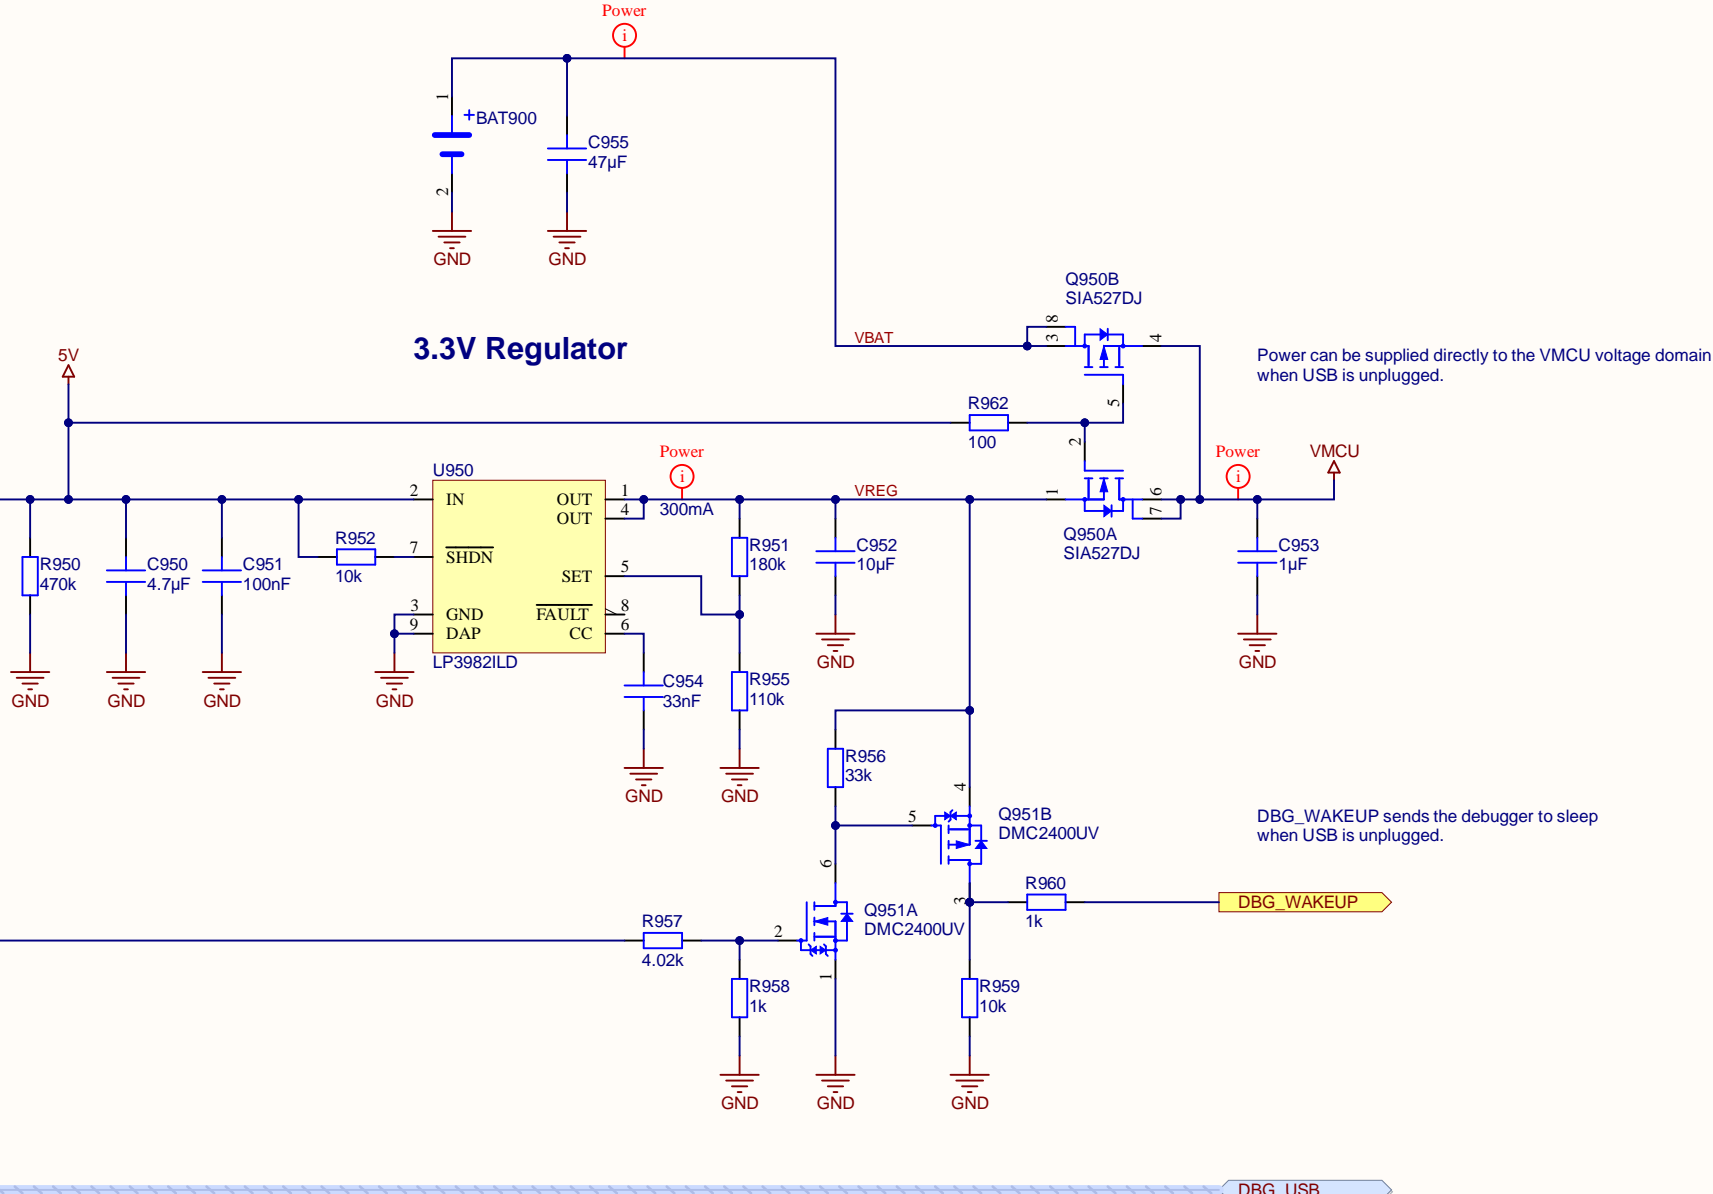 Power
i
1
+
BAT900
C955
47µF
2
GND
GND
Q950B
SIA527DJ
8
3
4
VBAT
3.3V Regulator
5V
Power can be supplied directly to the VMCU voltage domain
when USB is unplugged.
5
R962
100
2
Power
i
300mA
Power
i
VMCU
U950
2
IN
OUT
1
OUT
4
VREG
1
6
7
Q950A
SIA527DJ
R952
10k
7
SHDN
SET
5
R951
180k
C952
10µF
C953
1µF
R950
470k
C950
4.7µF
C951
100nF
3
GND
FAULT
8
9
DAP
CC
6
LP3982ILD
GND
GND
GND
GND
GND
GND
C954
33nF
R955
110k
R956
33k
GND
GND
4
5
Q951B
DMC2400UV
DBG_WAKEUP sends the debugger to sleep
when USB is unplugged.
6
3
R960
1k
DBG_WAKEUP
R957
4.02k
2
Q951A
DMC2400UV
1
R958
1k
R959
10k
GND
GND
GND
DBG_USB